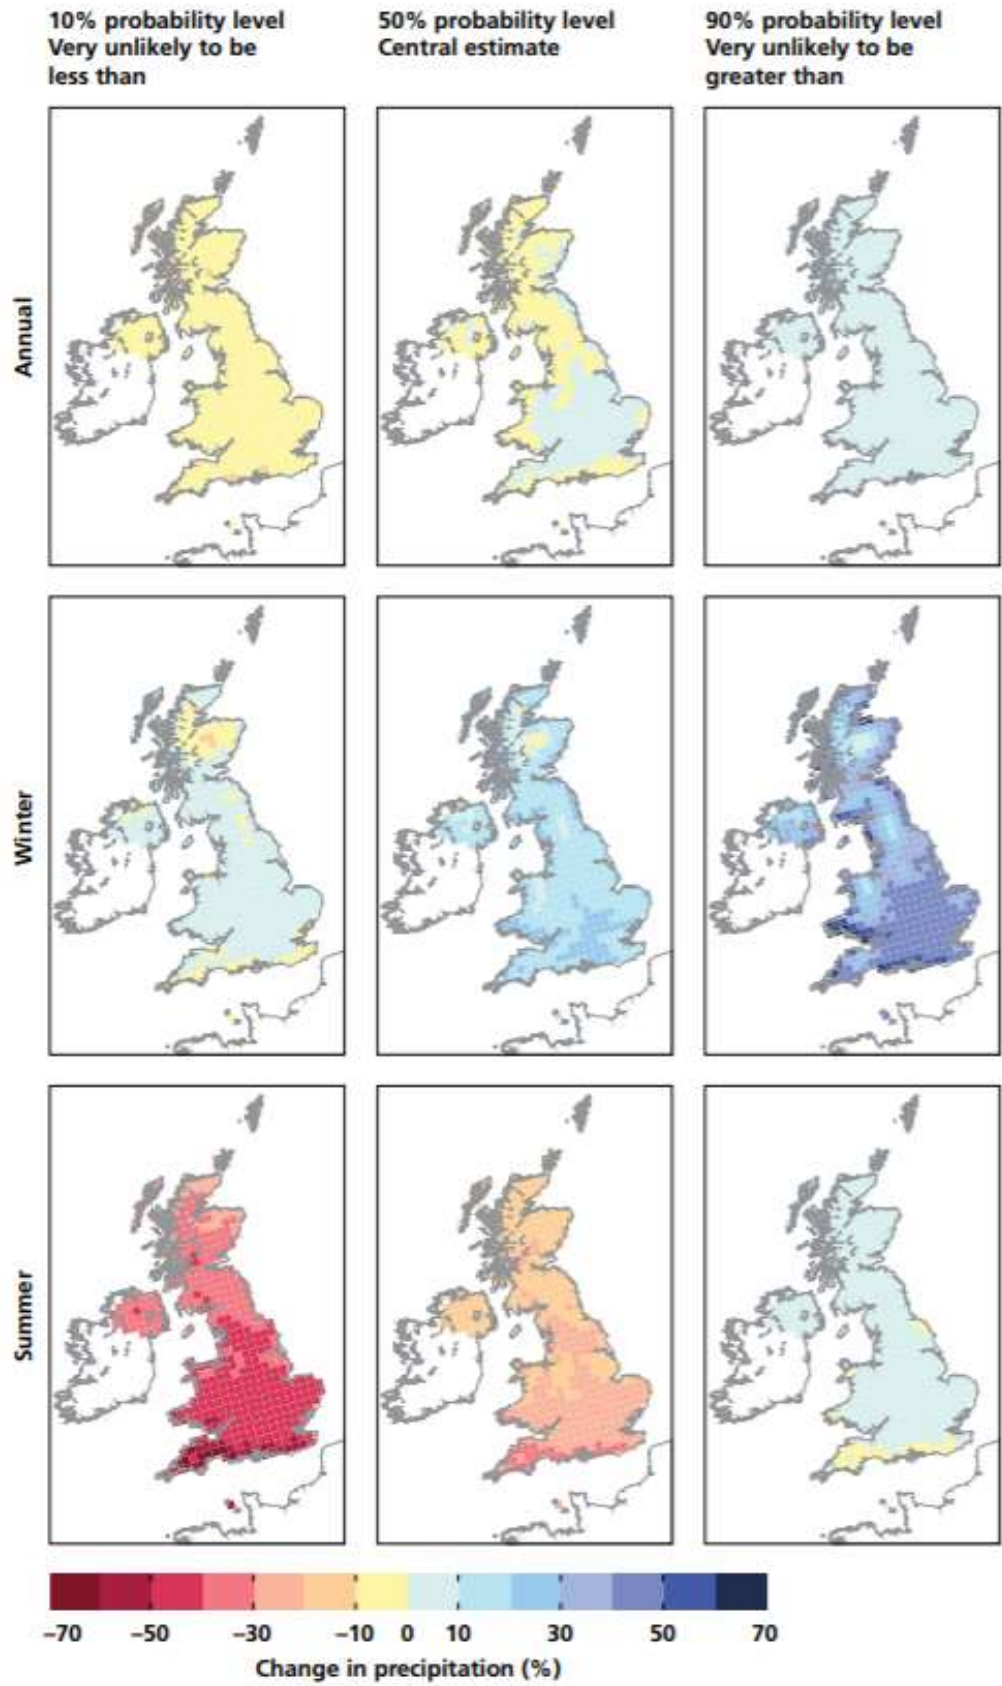 10% probability level
Very unlikely to be
less than
50% probability level
Central estimate
90% probability level
Very unlikely to be
greater than
Annual
Winter
Summer
−70 −50 −30 −10 0 10 30 50 70
Change in precipitation (%)